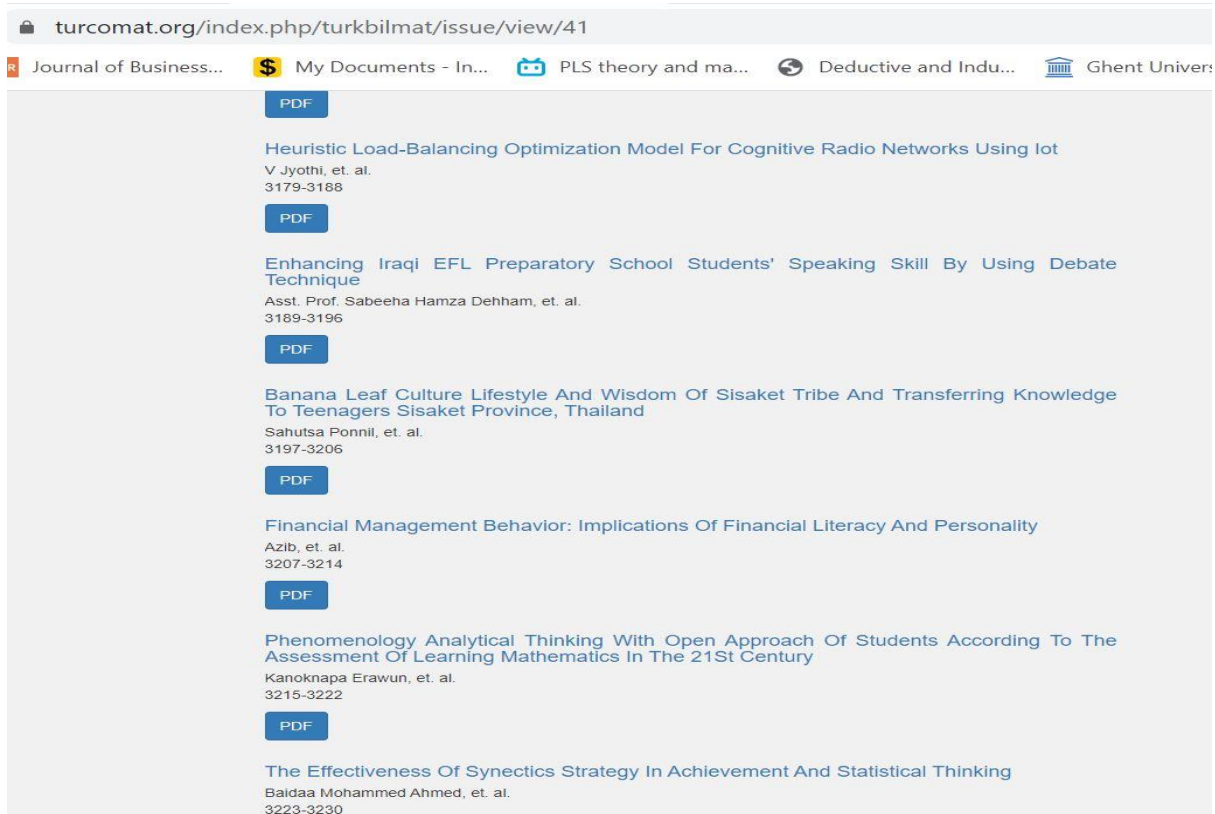 turcomat.org/index.php/turkbilmat/issue/view/41
R Journal of Business... $ My Documents - In... PLS theory and ma... Deductive and Indu... Ghent Univers
PDF
Heuristic Load-Balancing Optimization Model For Cognitive Radio Networks Using Iot
V Jyothi, et. al.
3179-3188
PDF
Enhancing Iraqi EFL Preparatory School Students' Speaking Skill By Using Debate
Technique
Asst. Prof. Sabeeha Hamza Dehham, et. al.
3189-3196
PDF
Banana Leaf Culture Lifestyle And Wisdom Of Sisaket Tribe And Transferring Knowledge
To Teenagers Sisaket Province, Thailand
Sahutsa Ponnil, et. al.
3197-3206
PDF
Financial Management Behavior: Implications Of Financial Literacy And Personality
Azib, et. al.
3207-3214
PDF
Phenomenology Analytical Thinking With Open Approach Of Students According To The
Assessment Of Learning Mathematics In The 21St Century
Kanoknapa Erawun, et. al.
3215-3222
PDF
The Effectiveness Of Synectics Strategy In Achievement And Statistical Thinking
Baidaa Mohammed Ahmed, et. al.
3223-3230